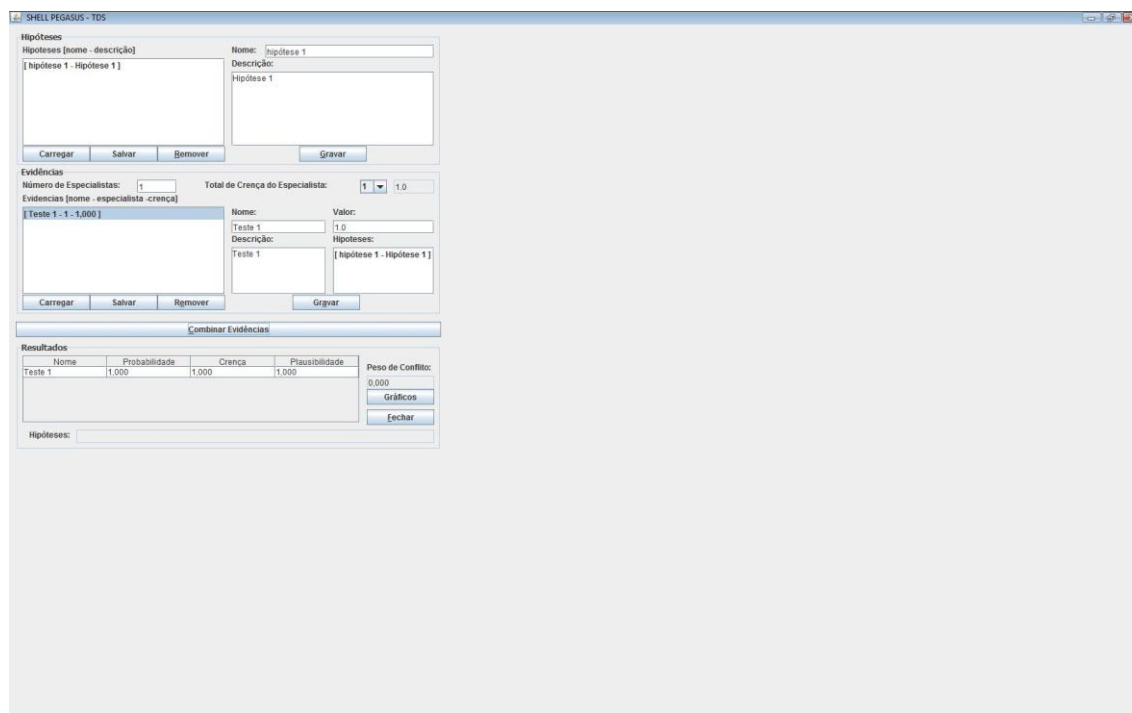 SHELL PEGASUS - TDS
Hipóteses
Hipoteses [nome - descrição]
Nome: hipótese 1
[ hipótese 1 - Hipótese 1 ]
Descrição:
Hipótese 1
Carregar Salvar Remover Gravar
Evidências
Número de Especialistas: 1 Total de Crença do Especialista: 1 1.0
Evidencias [nome - especialista -crença]
[ Teste 1 - 1 - 1,000 ]
Nome: Valor:
Teste 1 1.0
Descrição: Hipoteses:
Teste 1 [ hipótese 1 - Hipótese 1 ]
Carregar Salvar Remover Gravar
Combinar Evidências
Resultados
Nome Probabilidade Crença Plausibilidade
Teste 1 1,000 1,000 1,000
Peso de Conflito:
0,000
Gráficos
Fechar
Hipóteses: